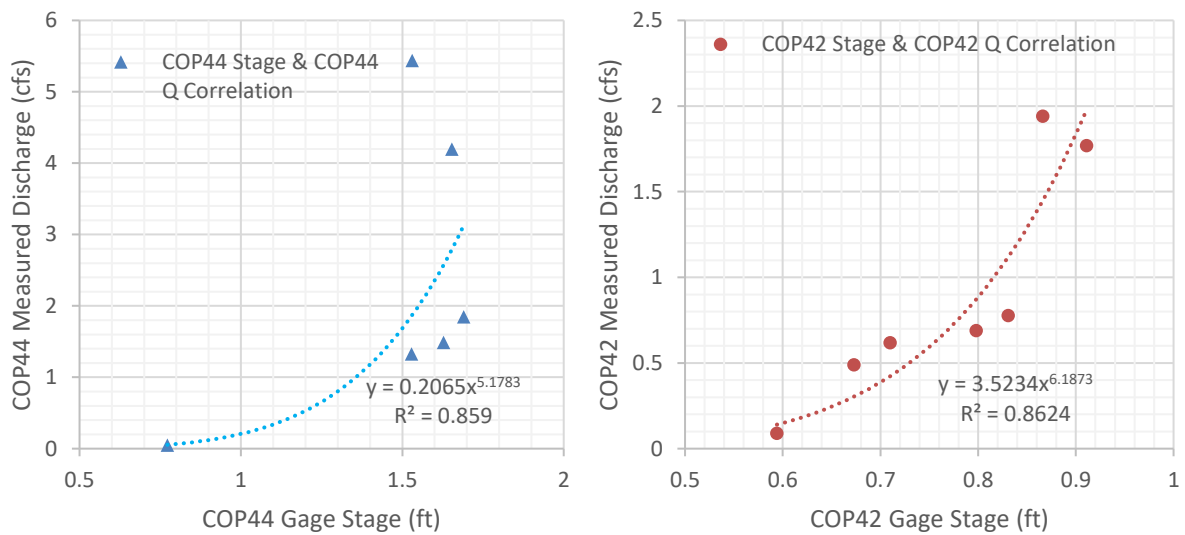 COP44 Measured Discharge (cfs)
6
5
4
3
2
1
0
COP44 Stage & COP44
Q Correlation
y = 0.2065x^5.1783
R² = 0.859
0.5
1
1.5
2
COP44 Gage Stage (ft)
COP42 Measured Discharge (cfs)
2.5
2
1.5
1
0.5
0
COP42 Stage & COP42 Q Correlation
y = 3.5234x^6.1873
R² = 0.8624
0.5
0.6
0.7
0.8
0.9
1
COP42 Gage Stage (ft)